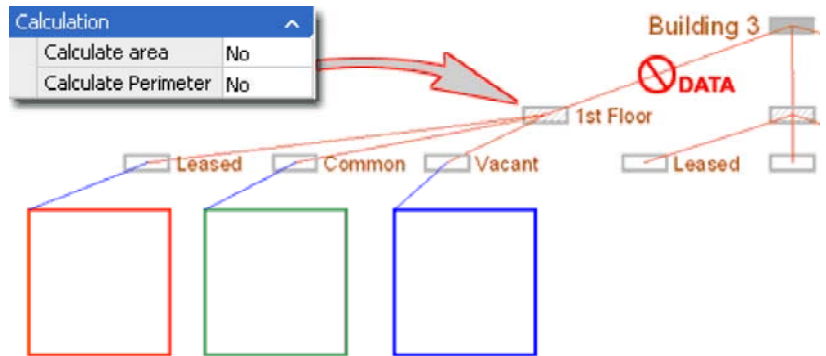 Calculation
Calculate area No
Calculate Perimeter No
Building 3
DATA
1st Floor
Leased
Common
Vacant
Leased